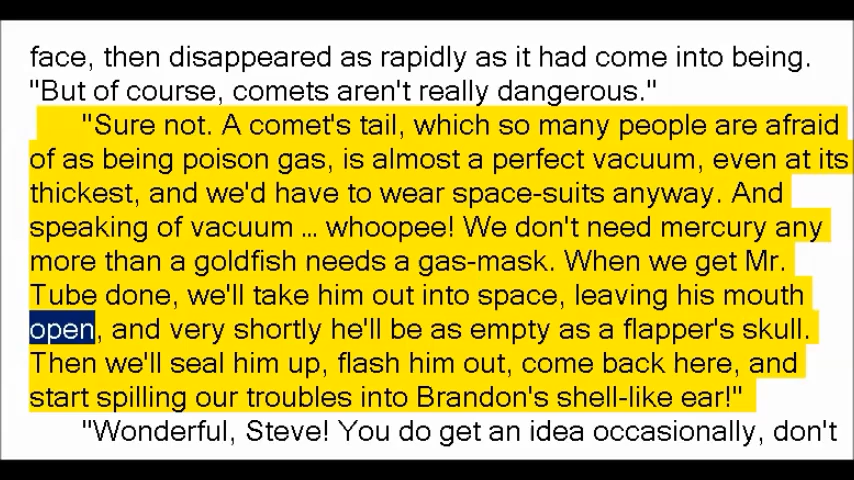 face, then disappeared as rapidly as it had come into being.
"But of course, comets aren't really dangerous."
"Sure not. A comet's tail, which so many people are afraid
of as being poison gas, is almost a perfect vacuum, even at its
thickest, and we'd have to wear space-suits anyway. And
speaking of vacuum ... whoopee! We don't need mercury any
more than a goldfish needs a gas-mask. When we get Mr.
Tube done, we'll take him out into space, leaving his mouth
open, and very shortly he'll be as empty as a flapper's skull.
Then we'll seal him up, flash him out, come back here, and
start spilling our troubles into Brandon's shell-like ear!"
"Wonderful, Steve! You do get an idea occasionally, don't